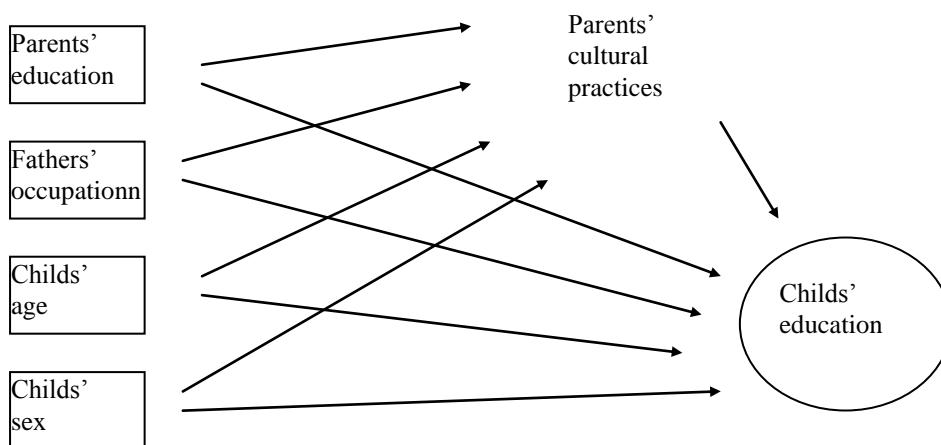 Parents’
education
Fathers’
occupationn
Childs’
age
Childs’
sex
Parents’
cultural
practices
Childs’
education